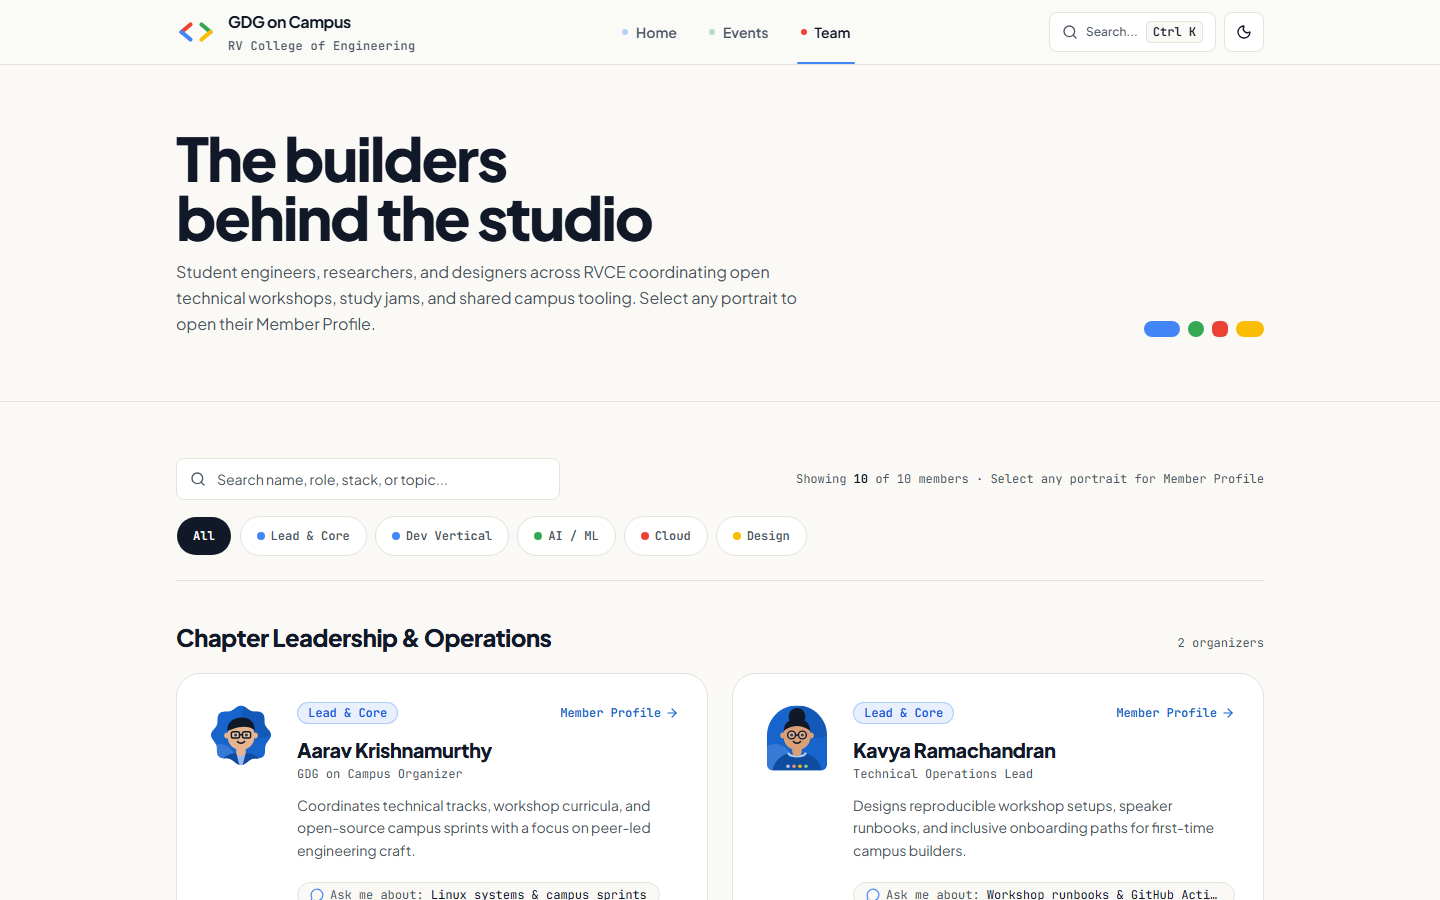 GDG on Campus
RV College of Engineering
Home
Events
Team
Search...
Ctrl K
The builders
behind the studio
Student engineers, researchers, and designers across RVCE coordinating open
technical workshops, study jams, and shared campus tooling. Select any portrait to
open their Member Profile.
Search name, role, stack, or topic...
Showing 10 of 10 members · Select any portrait for Member Profile
All
Lead & Core
Dev Vertical
AI / ML
Cloud
Design
Chapter Leadership & Operations
2 organizers
Lead & Core
Member Profile →
Aarav Krishnamurthy
GDG on Campus Organizer
Coordinates technical tracks, workshop curricula, and
open-source campus sprints with a focus on peer-led
engineering craft.
Ask me about: Linux systems & campus sprints
Lead & Core
Member Profile →
Kavya Ramachandran
Technical Operations Lead
Designs reproducible workshop setups, speaker
runbooks, and inclusive onboarding paths for first-time
campus builders.
Ask me about: Workshop runbooks & GitHub Acti…